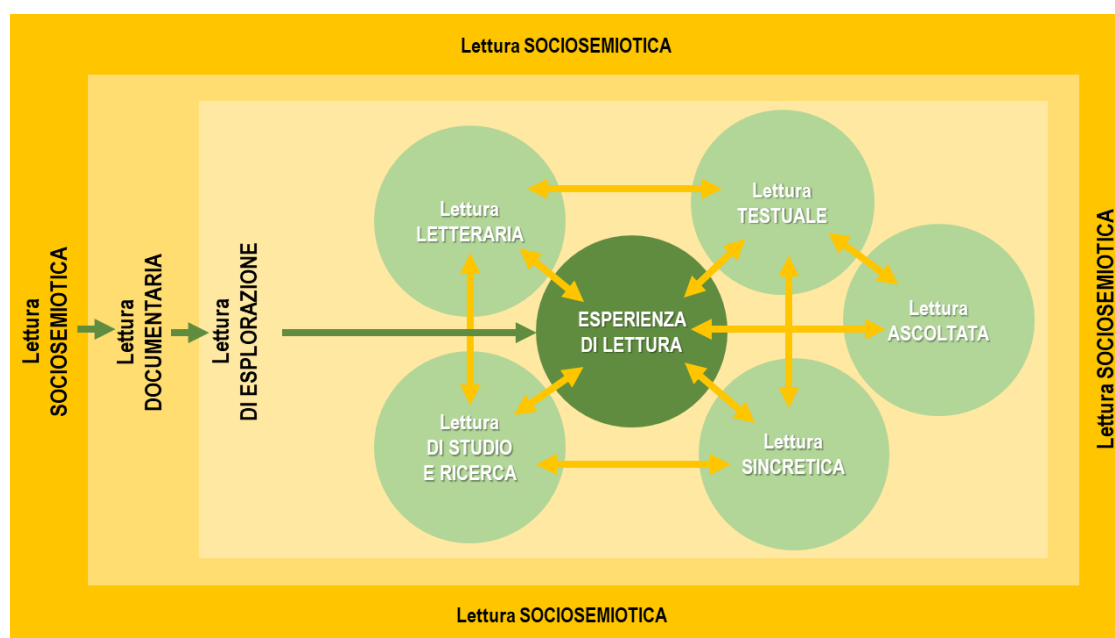 Lettura SOCIOSEMIOTICA
Lettura
SOCIOSEMIOTICA
Lettura
DOCUMENTARIA
Lettura
DI ESPLORAZIONE
Lettura
LETTERARIA
Lettura
TESTUALE
ESPERIENZA
DI LETTURA
Lettura
ASCOLTATA
Lettura
DI STUDIO
E RICERCA
Lettura
SINCRETICA
Lettura SOCIOSEMIOTICA
Lettura SOCIOSEMIOTICA